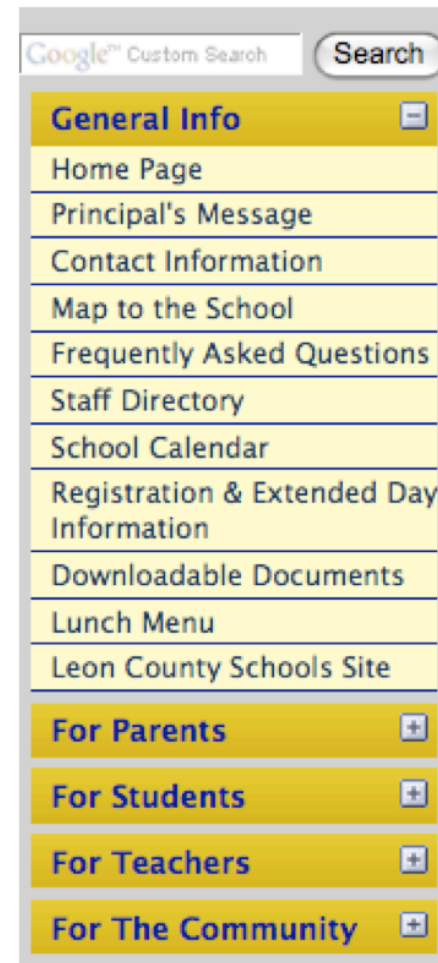 Google™ Custom Search Search
General Info
Home Page
Principal's Message
Contact Information
Map to the School
Frequently Asked Questions
Staff Directory
School Calendar
Registration & Extended Day
Information
Downloadable Documents
Lunch Menu
Leon County Schools Site
For Parents
For Students
For Teachers
For The Community